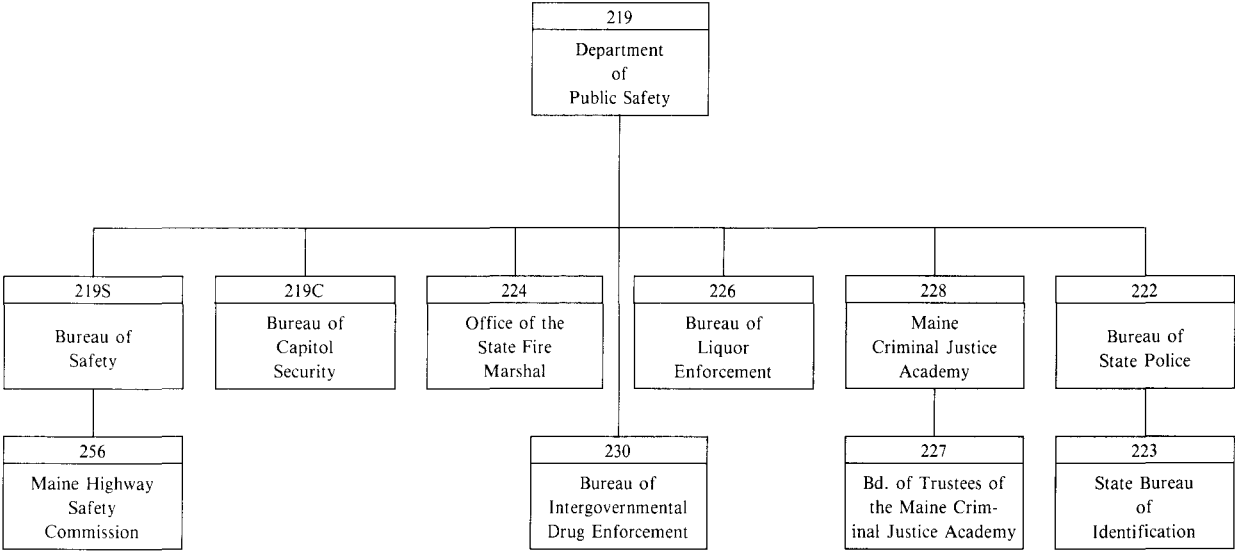 219
Department
of
Public Safety
219S
Bureau of
Safety
219C
Bureau of
Capitol
Security
224
Office of the
State Fire
Marshal
226
Bureau of
Liquor
Enforcement
228
Maine
Criminal Justice
Academy
222
Bureau of
State Police
256
Maine Highway
Safety
Commission
230
Bureau of
Intergovernmental
Drug Enforcement
227
Bd. of Trustees of
the Maine Crim-
inal Justice Academy
223
State Bureau
of
Identification